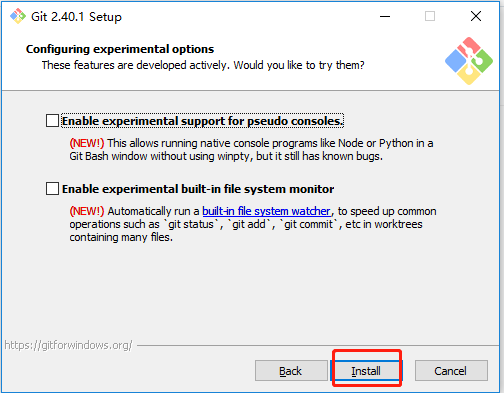 Git 2.40.1 Setup
Configuring experimental options
These features are developed actively. Would you like to try them?
Enable experimental support for pseudo consoles.
(NEW!) This allows running native console programs like Node or Python in a
Git Bash window without using winpty, but it still has known bugs.
Enable experimental built-in file system monitor
(NEW!) Automatically run a built-in file system watcher, to speed up common
operations such as `git status`, `git add`, `git commit`, etc in worktrees
containing many files.
https://gitforwindows.org/
Back
Install
Cancel